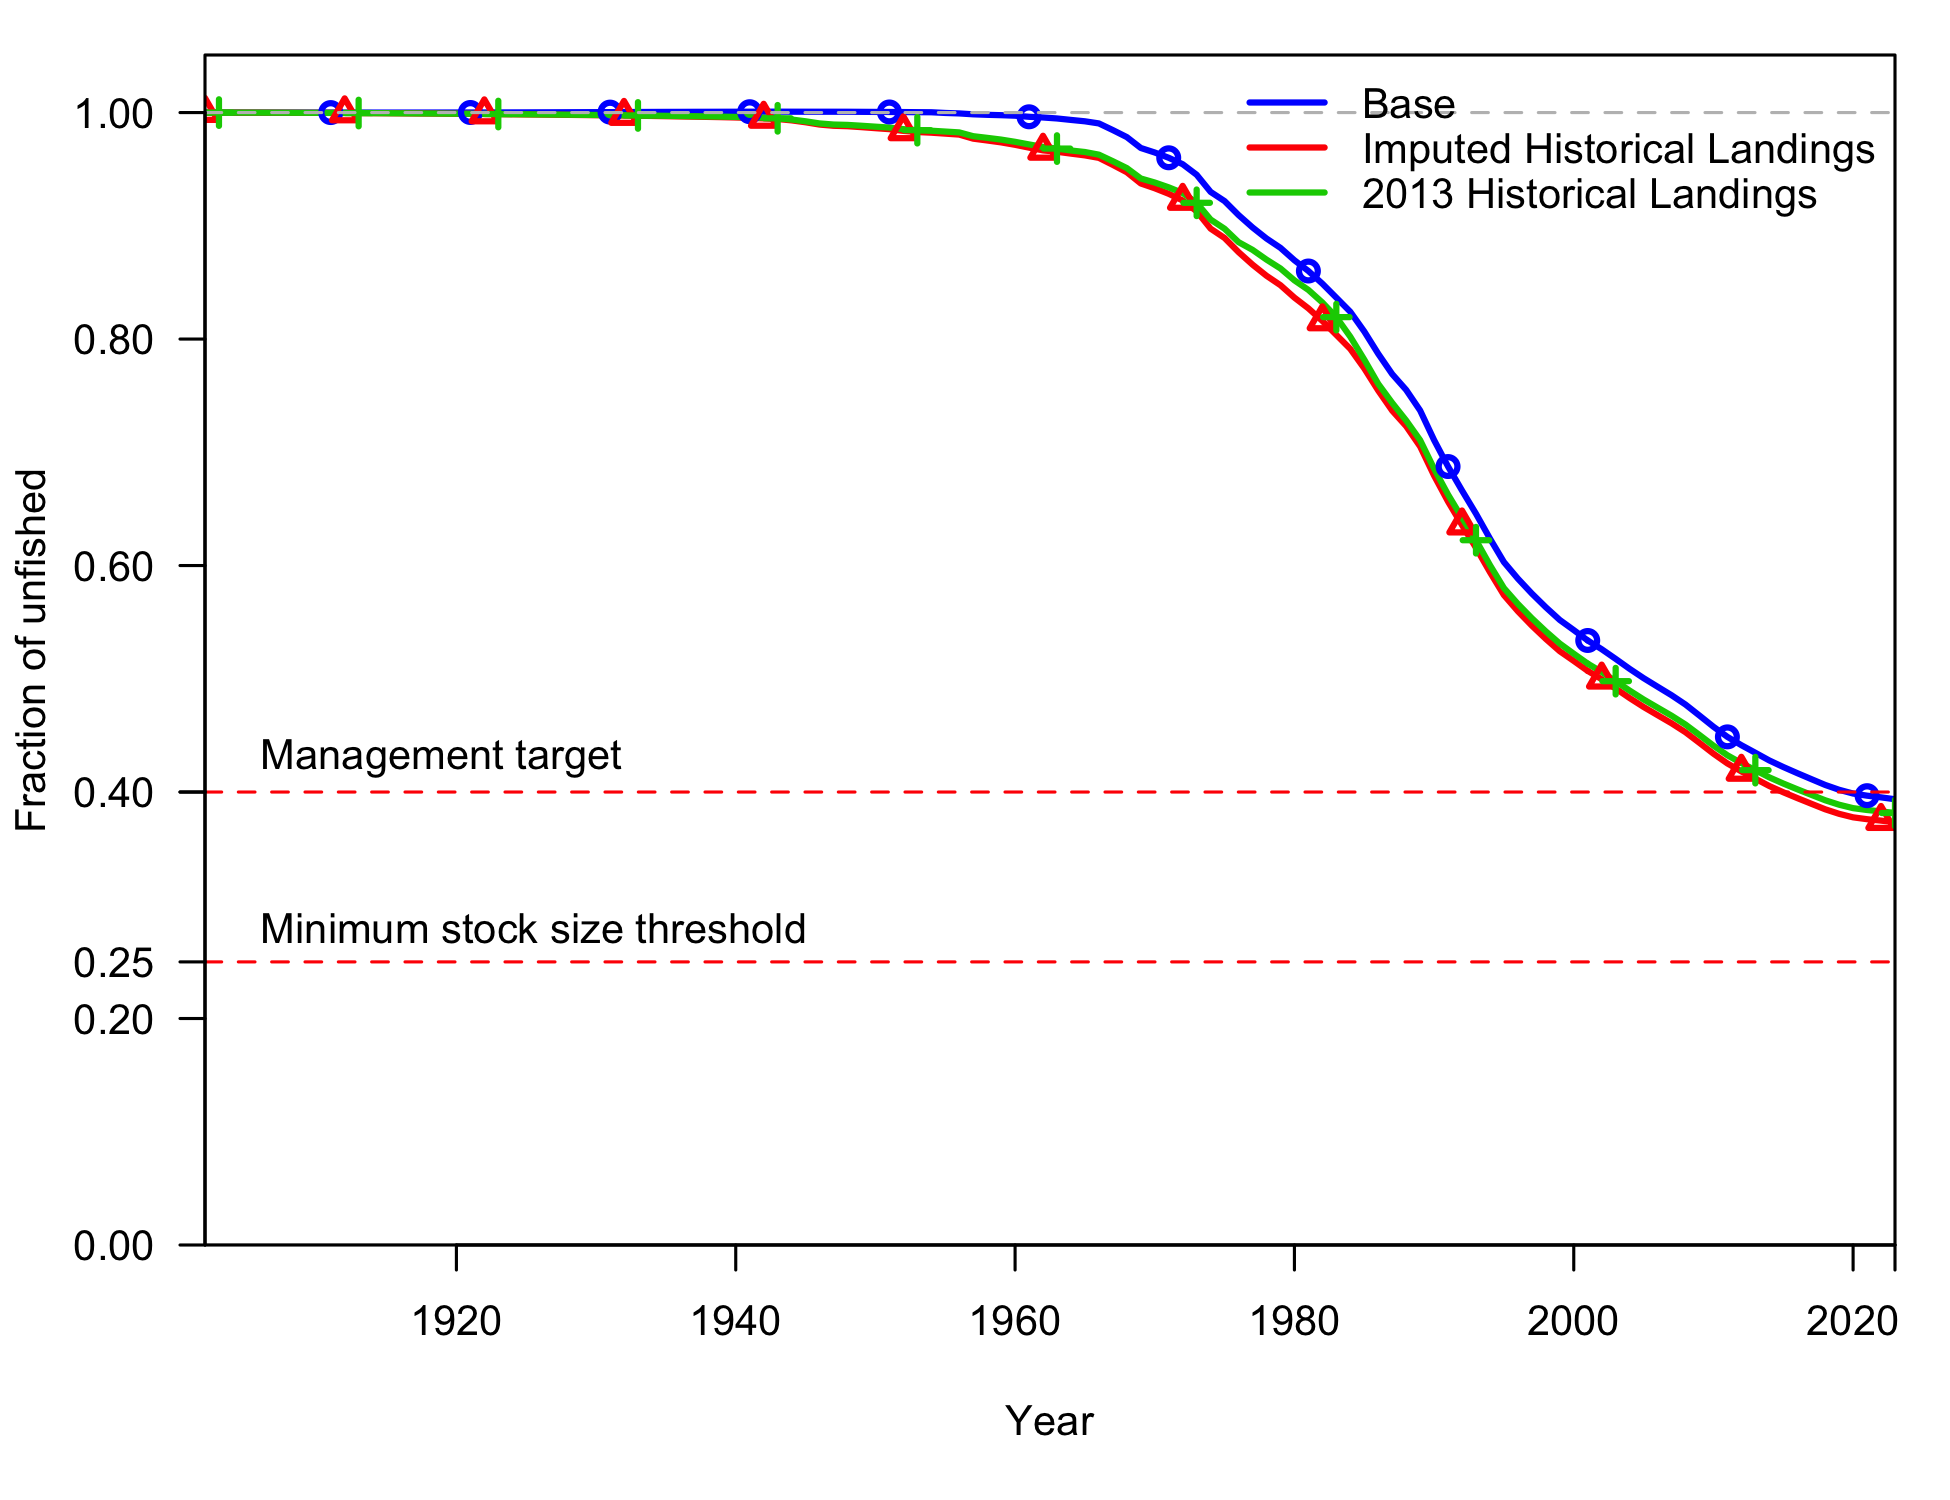 Base
Imputed Historical Landings
2013 Historical Landings
1.00
0.80
0.60
0.40
0.25
0.20
0.00
Fraction of unfished
Management target
Minimum stock size threshold
1920 1940 1960 1980 2000 2020
Year